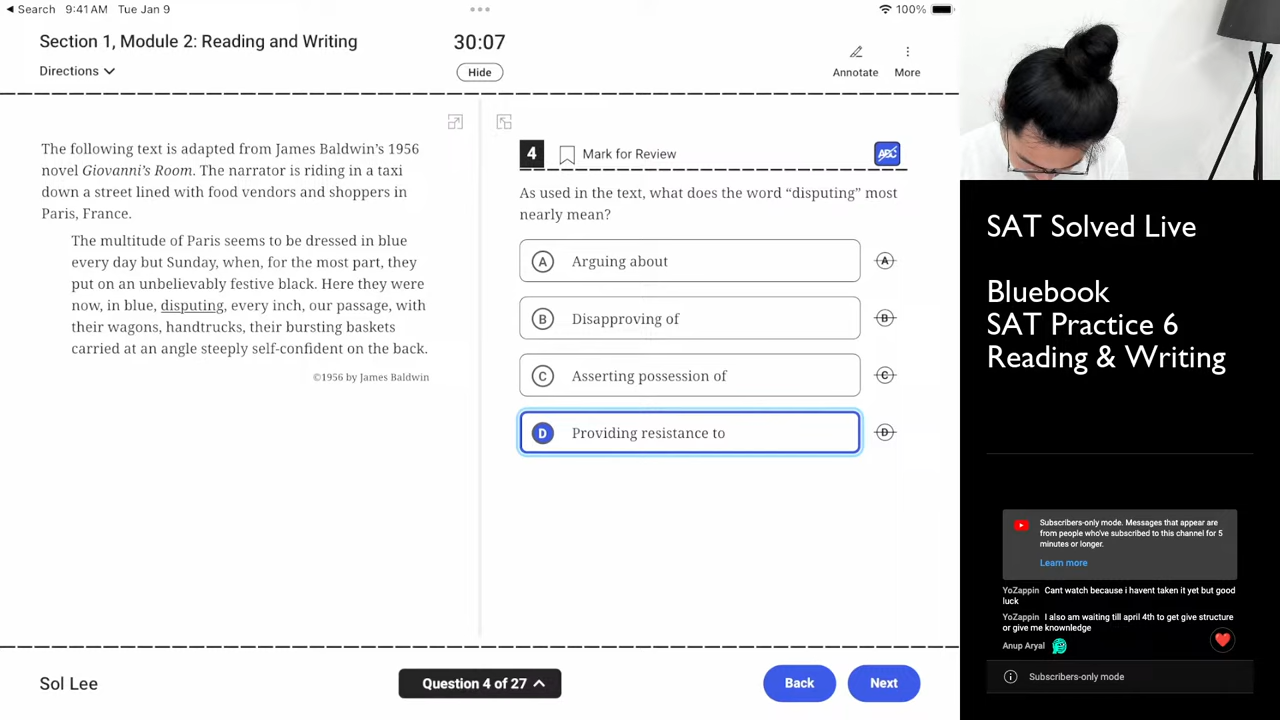 Search 9:41 AM Tue Jan 9
100%
Section 1, Module 2: Reading and Writing
Directions
30:07
Hide
Annotate
More
The following text is adapted from James Baldwin's 1956
novel Giovanni's Room. The narrator is riding in a taxi
down a street lined with food vendors and shoppers in
Paris, France.
The multitude of Paris seems to be dressed in blue
every day but Sunday, when, for the most part, they
put on an unbelievably festive black. Here they were
now, in blue, disputing, every inch, our passage, with
their wagons, handtrucks, their bursting baskets
carried at an angle steeply self-confident on the back.
©1956 by James Baldwin
4
Mark for Review
ABC
As used in the text, what does the word “disputing” most
nearly mean?
A Arguing about
A
B Disapproving of
B
C Asserting possession of
C
D Providing resistance to
D
Sol Lee
Question 4 of 27
Back
Next
SAT Solved Live
Bluebook
SAT Practice 6
Reading & Writing
Subscribers-only mode. Messages that appear are
from people who've subscribed to this channel for 5
minutes or longer.
Learn more
YoZappin Cant watch because i havent taken it yet but good
luck
YoZappin I also am waiting till april 4th to get give structure
or give me knownledge
Anup Aryal
Subscribers-only mode